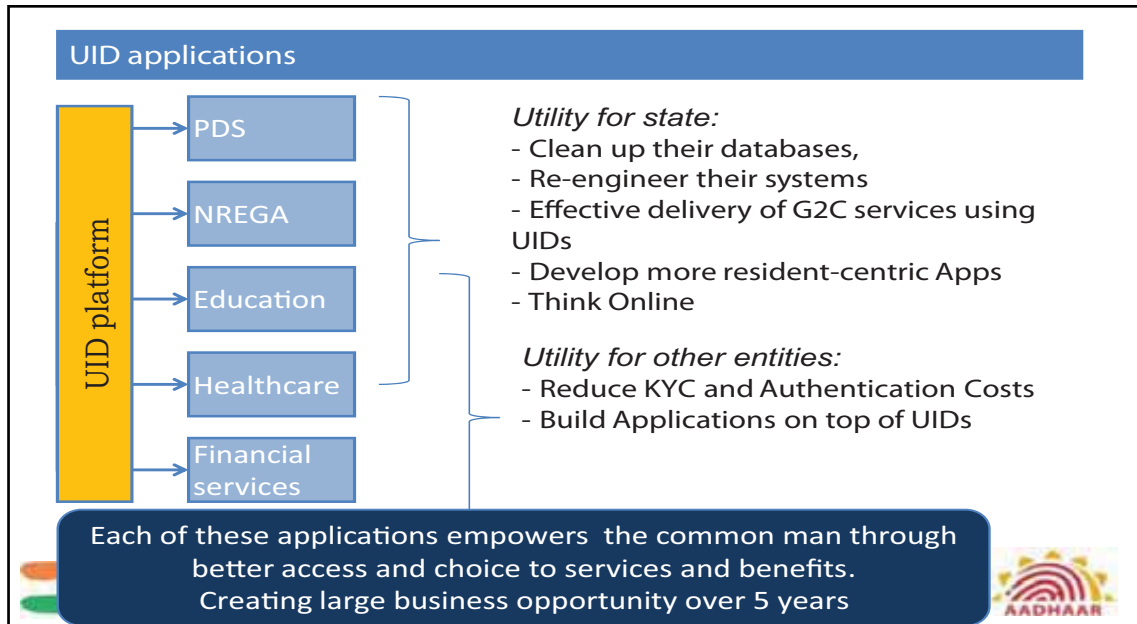 UID applications
UID platform
PDS
NREGA
Education
Healthcare
Financial
services
Utility for state:
- Clean up their databases,
- Re-engineer their systems
- Effective delivery of G2C services using
UIDs
- Develop more resident-centric Apps
- Think Online
Utility for other entities:
- Reduce KYC and Authentication Costs
- Build Applications on top of UIDs
Each of these applications empowers the common man through
better access and choice to services and benefits.
Creating large business opportunity over 5 years
AADHAAR